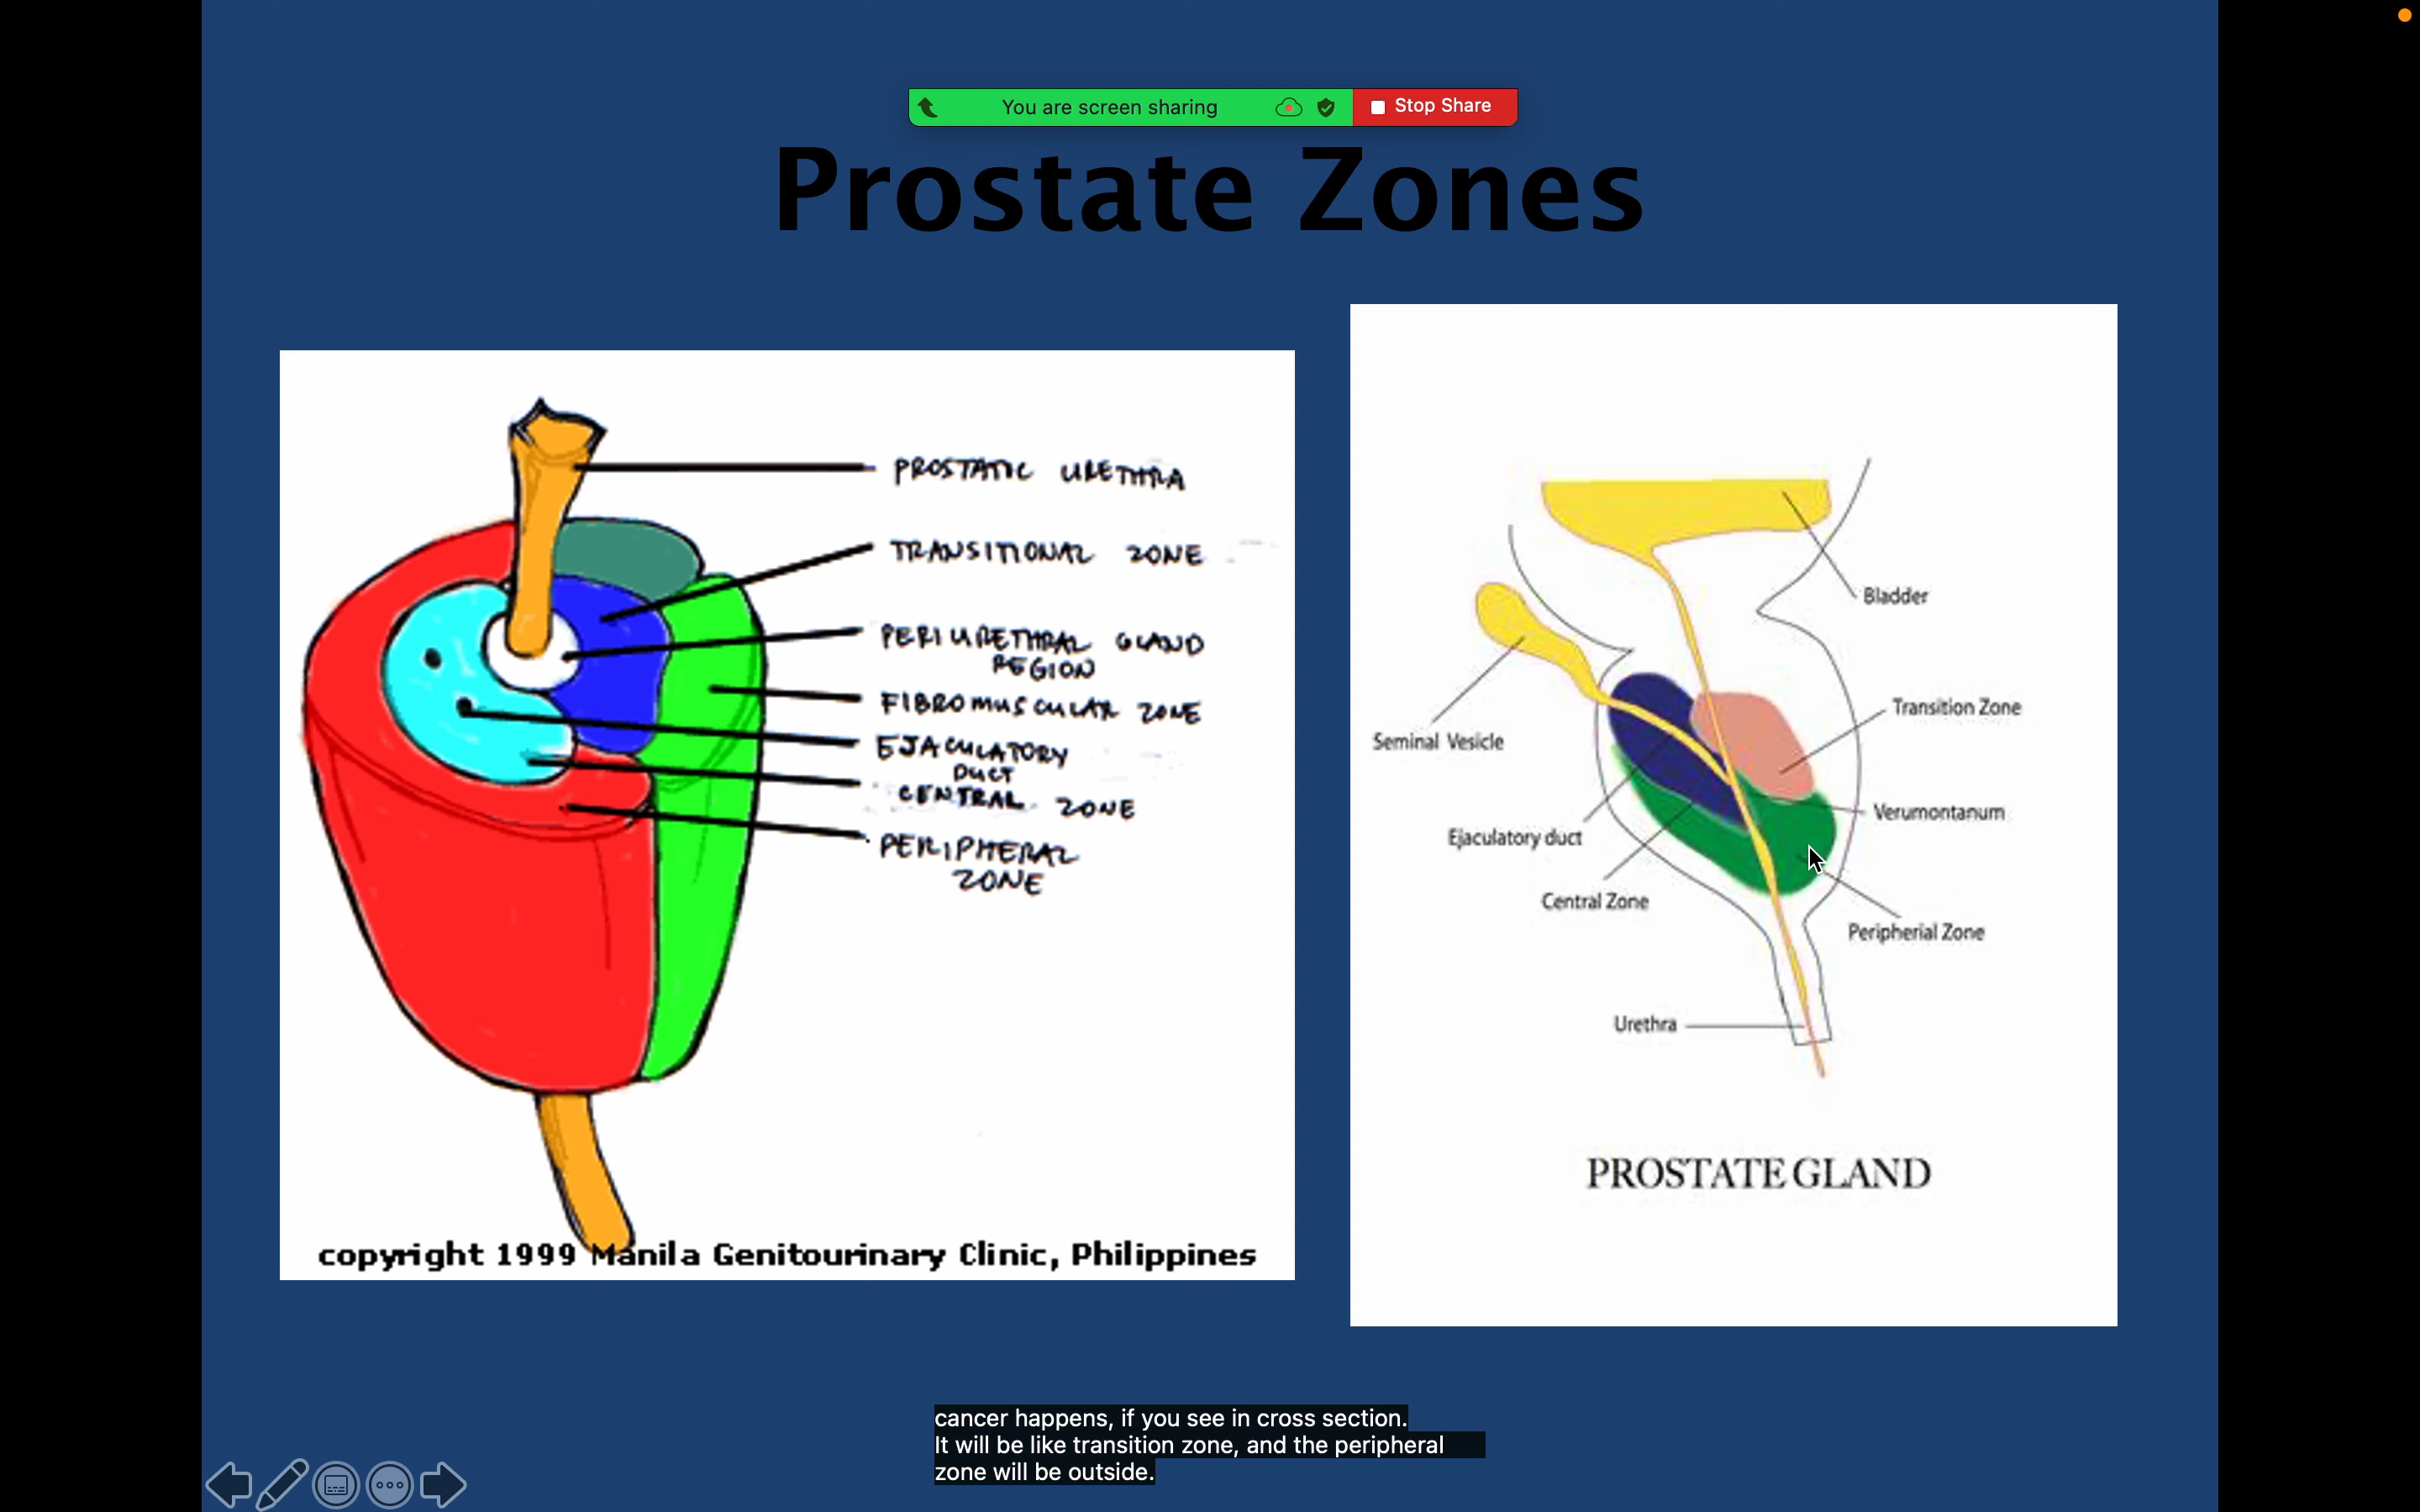 You are screen sharing
Stop Share
Prostate Zones
PROSTATIC URETHRA
TRANSITIONAL ZONE
PERIURETHRAL GLAND
REGION
FIBROMUSCULAR ZONE
EJACULATORY
DUCT
CENTRAL ZONE
PERIPHERAL
ZONE
copyright 1999 Manila Genitourinary Clinic, Philippines
Bladder
Transition Zone
Seminal Vesicle
Verumontanum
Ejaculatory duct
Central Zone
Peripherial Zone
Urethra
PROSTATE GLAND
cancer happens, if you see in cross section.
It will be like transition zone, and the peripheral
zone will be outside.